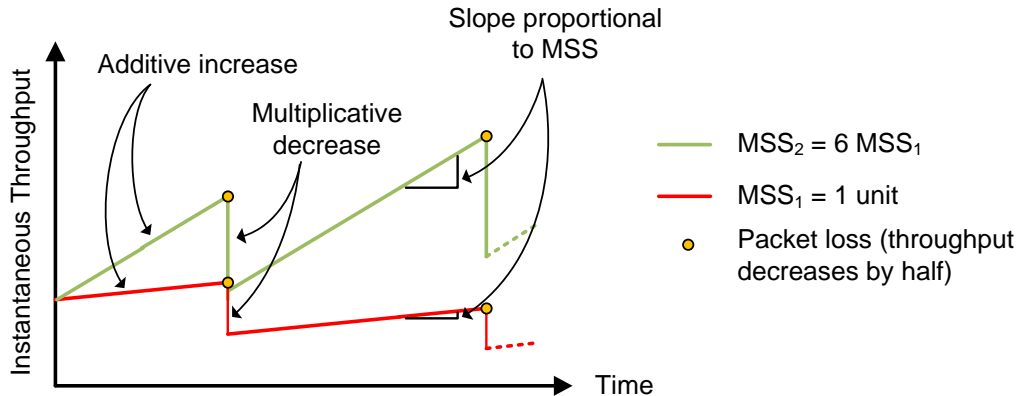 Slope proportional
to MSS
Additive increase
Multiplicative
decrease
Instantaneous Throughput
MSS₂ = 6 MSS₁
MSS₁ = 1 unit
Packet loss (throughput
decreases by half)
Time